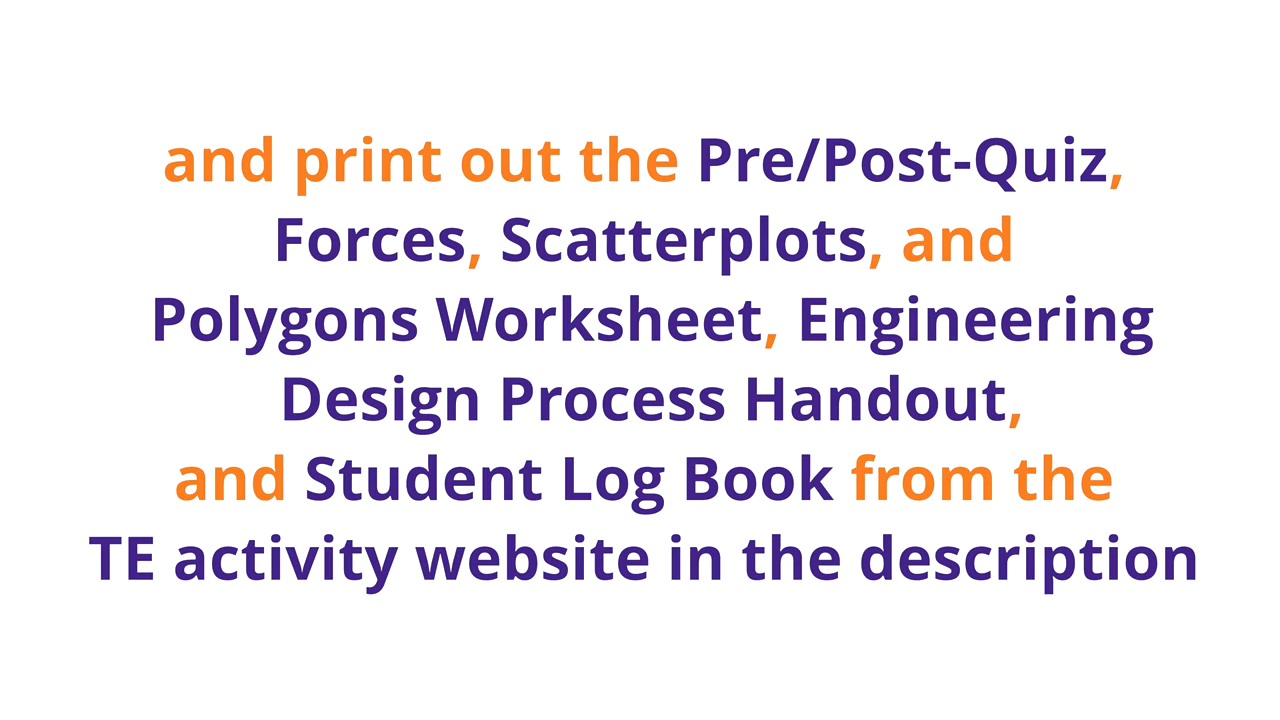 and print out the Pre/Post-Quiz,
Forces, Scatterplots, and
Polygons Worksheet, Engineering
Design Process Handout,
and Student Log Book from the
TE activity website in the description